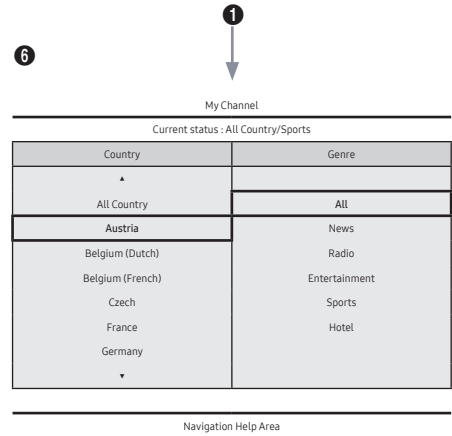 ❶
❻
My Channel
Current status : All Country/Sports
Country Genre
▲
All Country All
Austria News
Belgium (Dutch) Radio
Belgium (French) Entertainment
Czech Sports
France Hotel
Germany
▼
Navigation Help Area